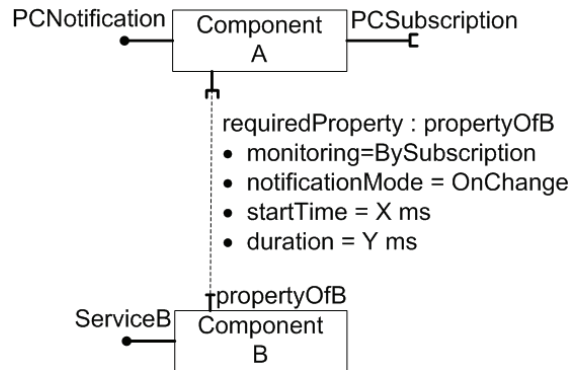 PCNotification
Component
A
PCSubscription
requiredProperty : propertyOfB
• monitoring=BySubscription
• notificationMode = OnChange
• startTime = X ms
• duration = Y ms
propertyOfB
ServiceB
Component
B